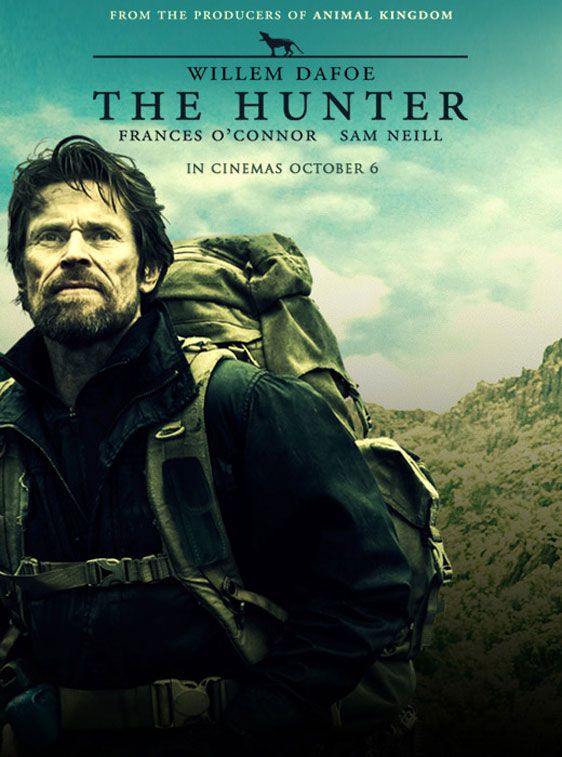 FROM THE PRODUCERS OF ANIMAL KINGDOM
WILLEM DAFOE
THE HUNTER
FRANCES O'CONNOR SAM NEILL
IN CINEMAS OCTOBER 6